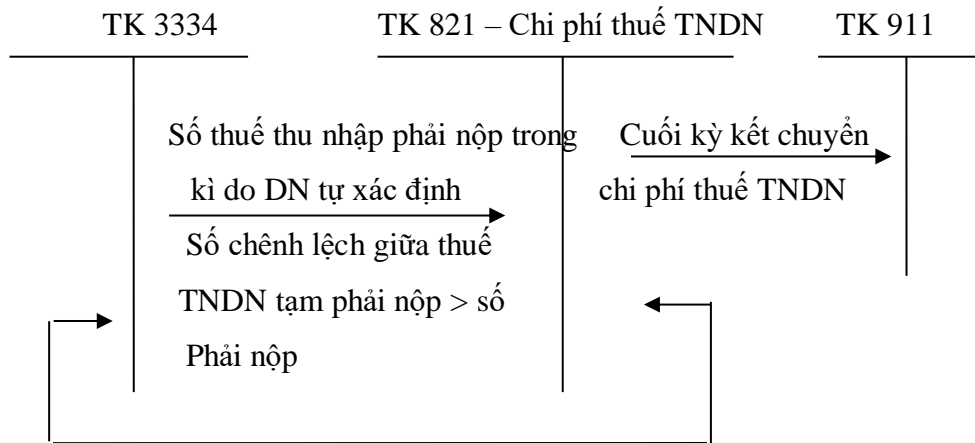 TK 3334
TK 821 – Chi phí thuế TNDN
TK 911
Số thuế thu nhập phải nộp trong
kì do DN tự xác định
Số chênh lệch giữa thuế
TNDN tạm phải nộp > số
Phải nộp
Cuối kỳ kết chuyển
chi phí thuế TNDN